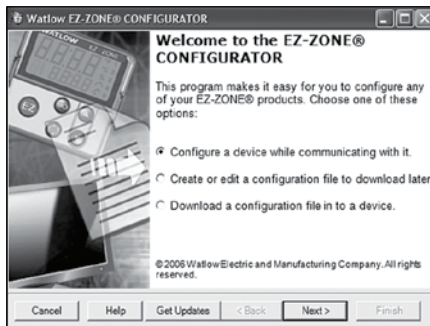 Watlow EZ-ZONE® CONFIGURATOR
WATLOW
EZ-ZONE
EZ
Welcome to the EZ-ZONE®
CONFIGURATOR
This program makes it easy for you to configure any
of your EZ-ZONE® products. Choose one of these
options:
Configure a device while communicating with it.
Create or edit a configuration file to download later
Download a configuration file in to a device.
©2006 Watlow Electric and Manufacturing Company. All rights
reserved.
Cancel Help Get Updates < Back Next > Finish